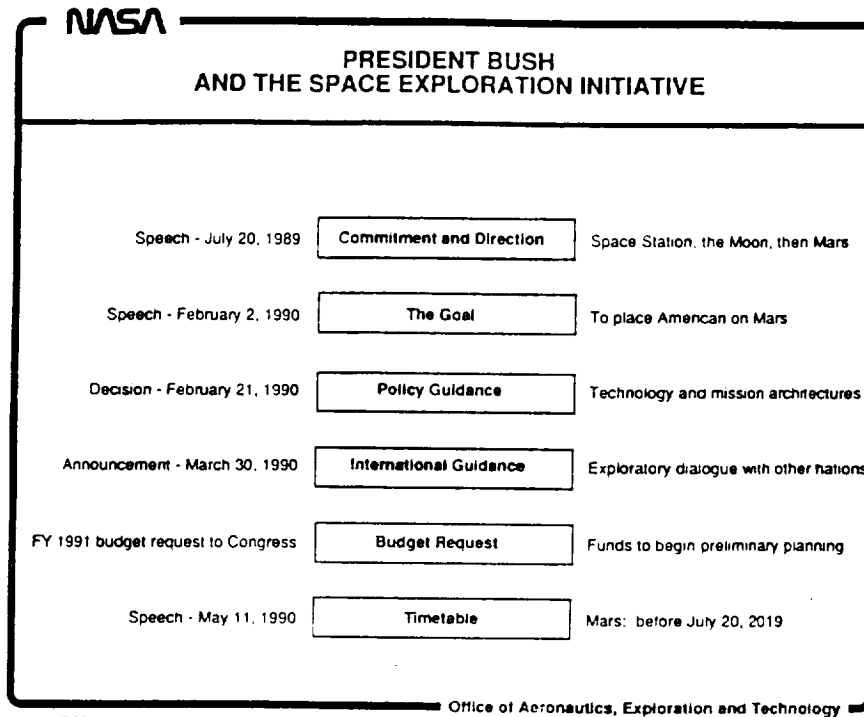 NASA
PRESIDENT BUSH
AND THE SPACE EXPLORATION INITIATIVE
Speech - July 20, 1989 Commitment and Direction Space Station, the Moon, then Mars
Speech - February 2, 1990 The Goal To place American on Mars
Decision - February 21, 1990 Policy Guidance Technology and mission architectures
Announcement - March 30, 1990 International Guidance Exploratory dialogue with other nations
FY 1991 budget request to Congress Budget Request Funds to begin preliminary planning
Speech - May 11, 1990 Timetable Mars: before July 20, 2019
Office of Aeronautics, Exploration and Technology